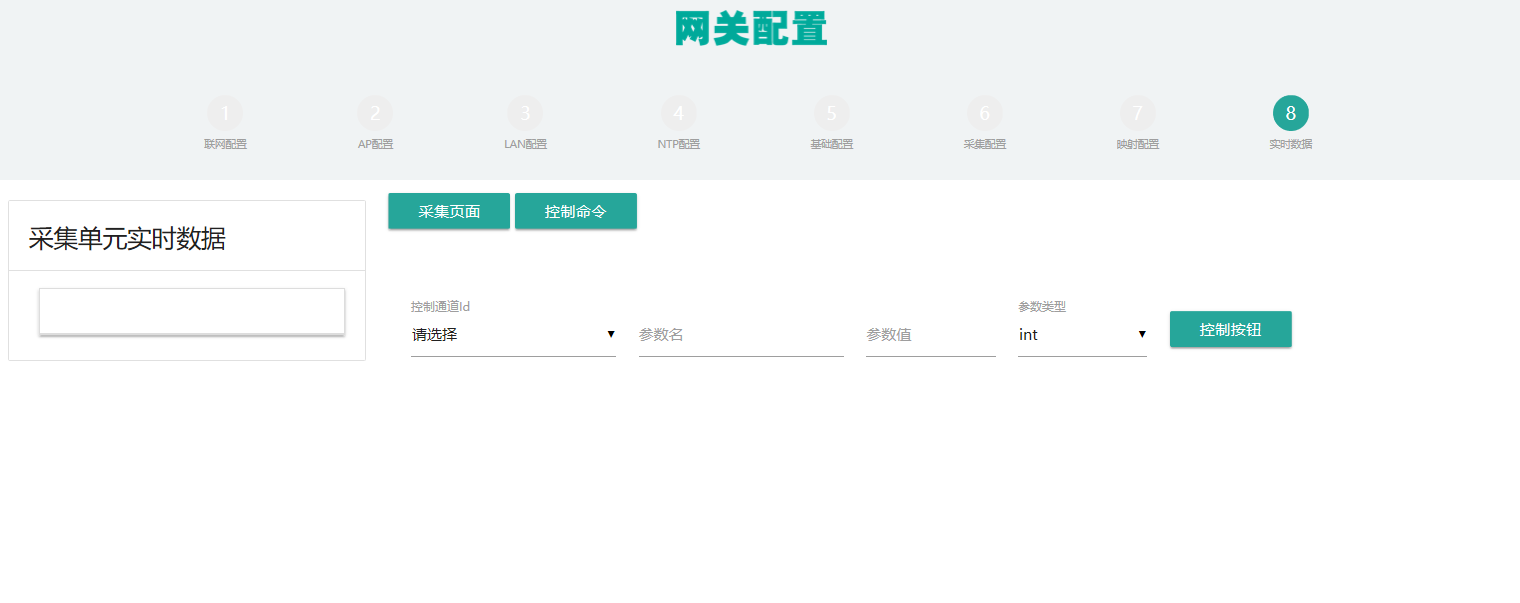 网关配置
1 2 3 4 5 6 7 8
联网配置 AP配置 LAN配置 NTP配置 基础配置 采集配置 映射配置 实时数据
采集页面 控制命令
采集单元实时数据
控制通道Id 参数类型
请选择 参数名 参数值 int 控制按钮